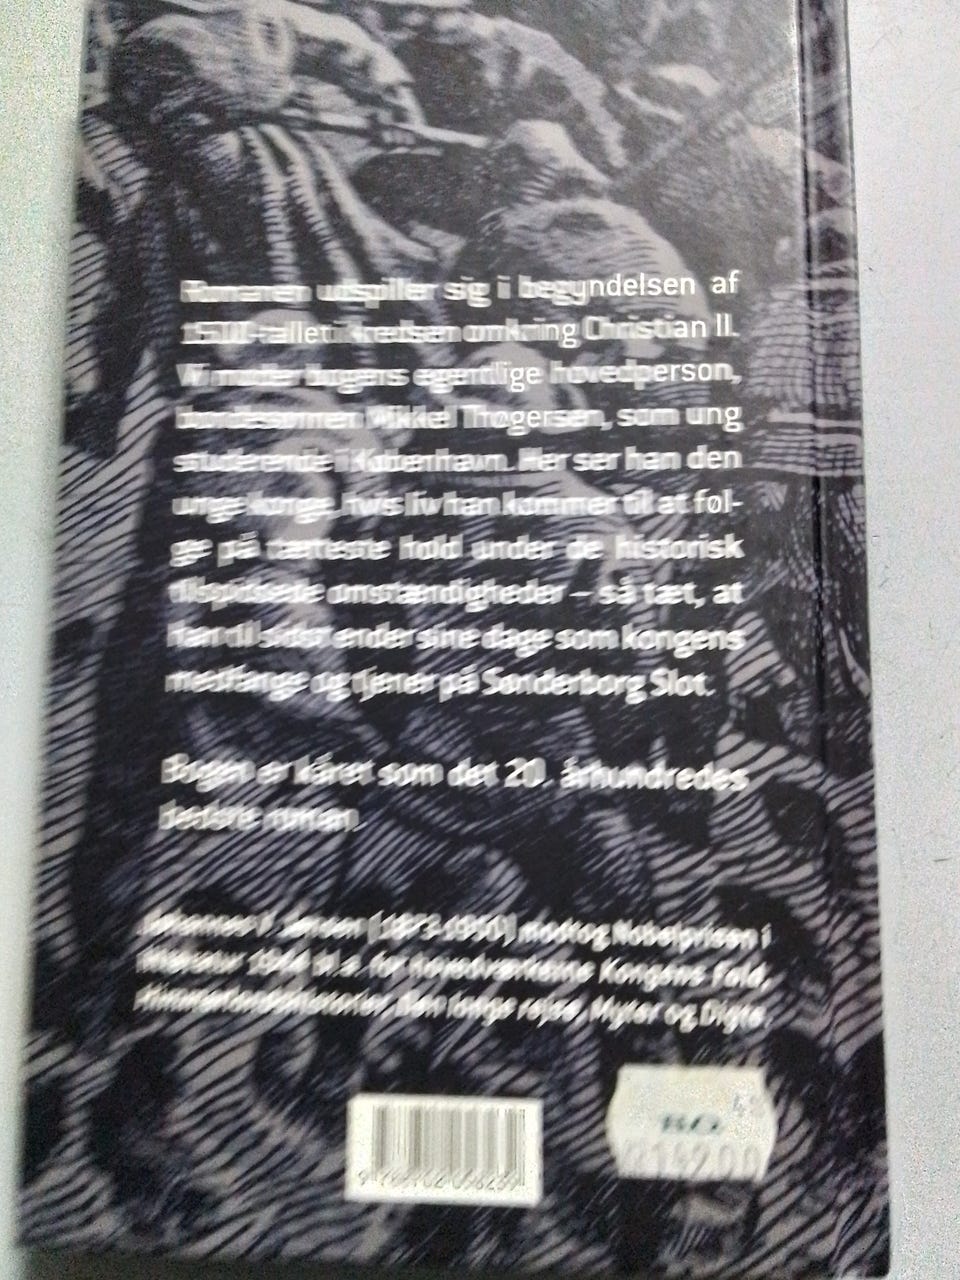 Romanen udspiller sig i begyndelsen af
1500-tallet i kredsen omkring Christian II.
Vi møder bogens egentlige hovedperson,
bondesønnen Mikkel Thøgersen, som ung
studerende i København. Her ser han den
unge konge, hvis liv han kommer til at føl-
ge på tætteste hold under de historisk
tilspidsede omstændigheder – så tæt, at
han til sidst ender sine dage som kongens
medfange og tjener på Sønderborg Slot.
Bogen er kåret som det 20. århundredes
bedste roman.
Johannes V. Jensen (1873-1950) modtog Nobelprisen i
litteratur 1944 bl.a. for hovedværkerne Kongens Fald,
Himmerlandshistorier, Den lange rejse, Myter og Digte.